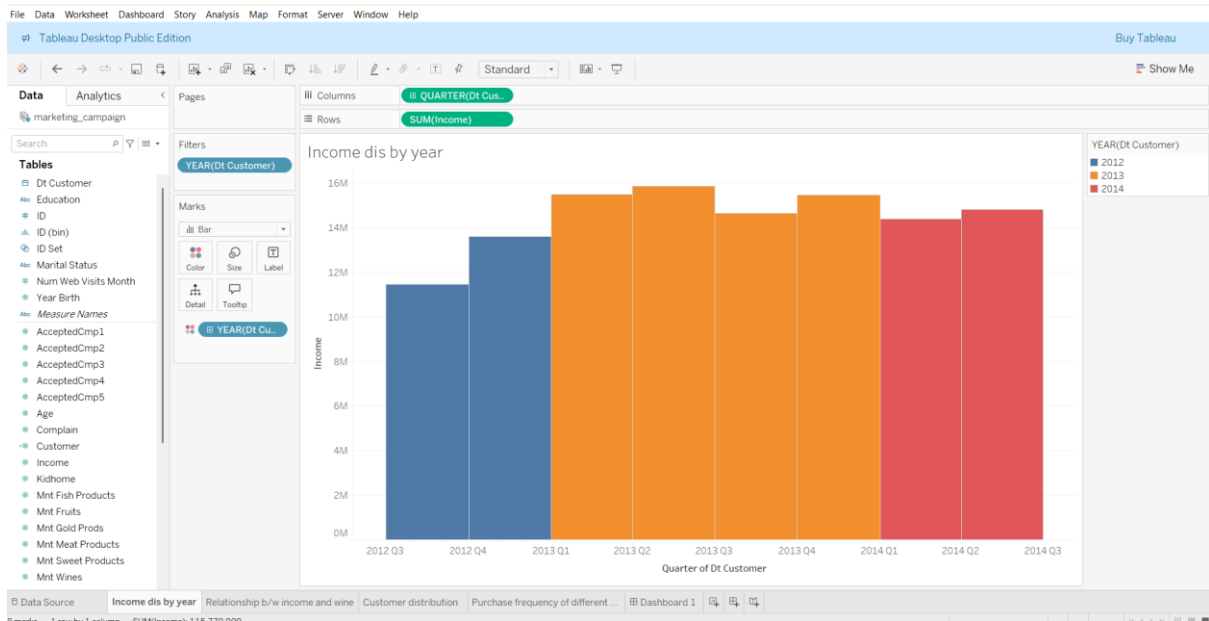 File Data Worksheet Dashboard Story Analysis Map Format Server Window Help
Tableau Desktop Public Edition
Buy Tableau
Standard
Show Me
Data Analytics
marketing_campaign
Search
Tables
Dt Customer
Abc Education
# ID
ID (bin)
ID Set
Abc Marital Status
# Num Web Visits Month
Year Birth
Abc Measure Names
AcceptedCmp1
AcceptedCmp2
AcceptedCmp3
AcceptedCmp4
AcceptedCmp5
Age
Complain
Customer
Income
Kidhome
Mnt Fish Products
Mnt Fruits
Mnt Gold Prods
Mnt Meat Products
Mnt Sweet Products
Mnt Wines
Pages
Filters
YEAR(Dt Customer)
Marks
Bar
Color Size Label
Detail Tooltip
YEAR(Dt Cu..
Columns QUARTER(Dt Cus..
Rows SUM(Income)
Income dis by year
16M
14M
12M
10M
8M
6M
4M
2M
0M
Income
2012 Q3 2012 Q4 2013 Q1 2013 Q2 2013 Q3 2013 Q4 2014 Q1 2014 Q2 2014 Q3
Quarter of Dt Customer
YEAR(Dt Customer)
2012
2013
2014
Data Source Income dis by year Relationship b/w income and wine Customer distribution Purchase frequency of different ... Dashboard 1